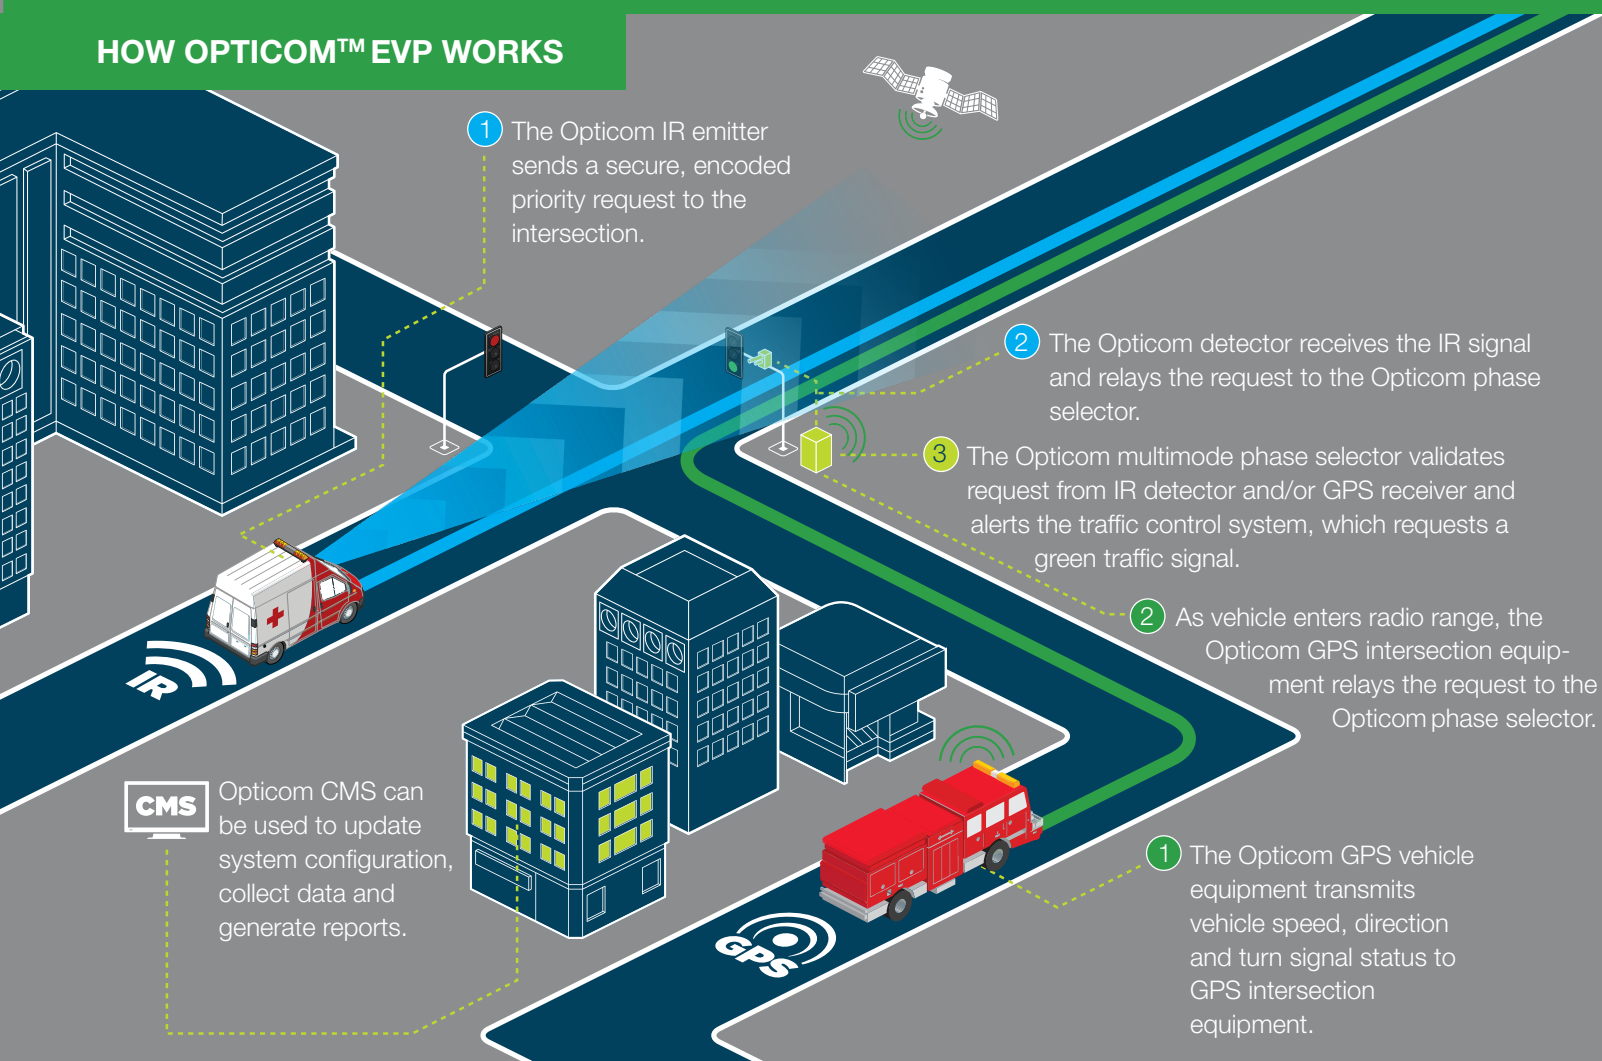 HOW OPTICOM™ EVP WORKS
1
The Opticom IR emitter
sends a secure, encoded
priority request to the
intersection.
2
The Opticom detector receives the IR signal
and relays the request to the Opticom phase
selector.
3
The Opticom multimode phase selector validates
request from IR detector and/or GPS receiver and
alerts the traffic control system, which requests a
green traffic signal.
2
As vehicle enters radio range, the
Opticom GPS intersection equip-
ment relays the request to the
Opticom phase selector.
IR
CMS
Opticom CMS can
be used to update
system configuration,
collect data and
generate reports.
GPS
1
The Opticom GPS vehicle
equipment transmits
vehicle speed, direction
and turn signal status to
GPS intersection
equipment.